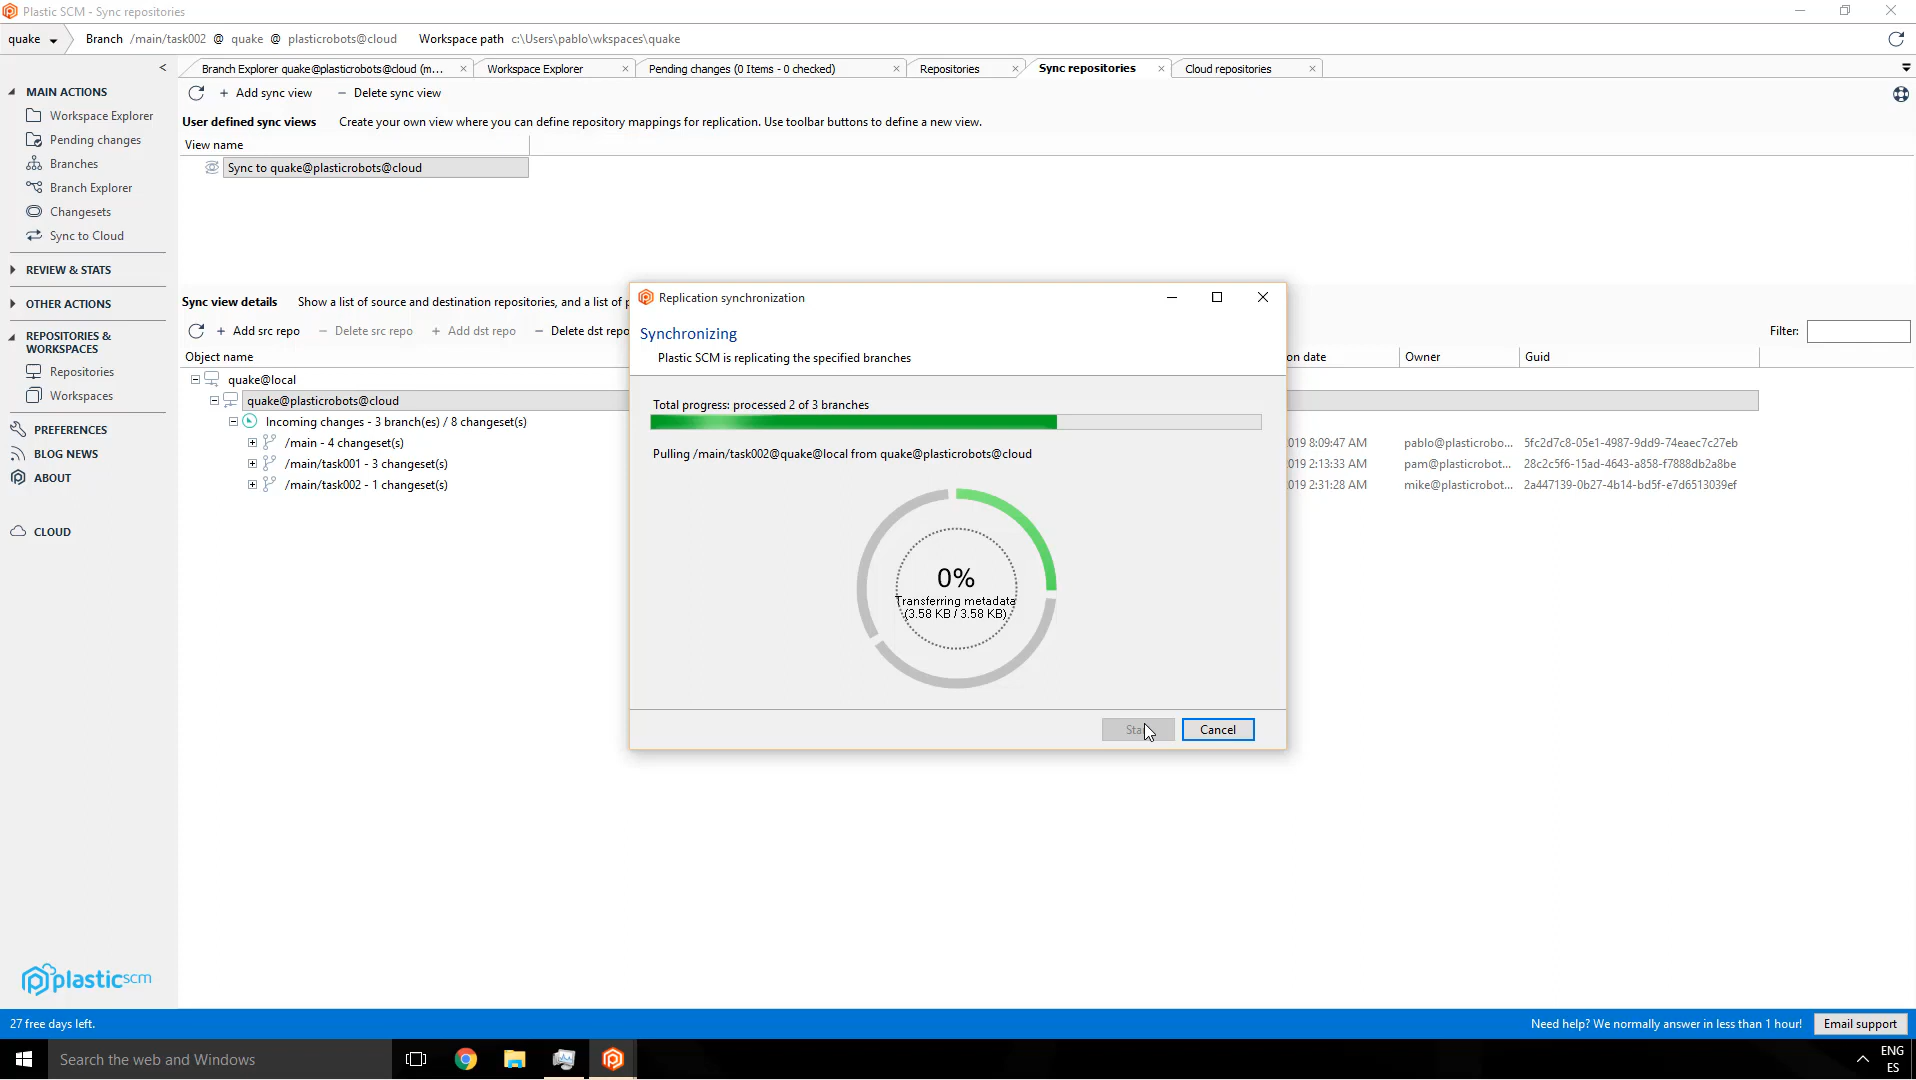 Plastic SCM - Sync repositories
quake Branch /main/task002 @ quake @ plasticrobots@cloud Workspace path c:\Users\pablo\wkspaces\quake
Branch Explorer quake@plasticrobots@cloud (m... Workspace Explorer Pending changes (0 Items - 0 checked) Repositories Sync repositories Cloud repositories
MAIN ACTIONS
Workspace Explorer
Pending changes
Branches
Branch Explorer
Changesets
Sync to Cloud
REVIEW & STATS
OTHER ACTIONS
REPOSITORIES &
WORKSPACES
Repositories
Workspaces
PREFERENCES
BLOG NEWS
ABOUT
CLOUD
plasticscm
+ Add sync view - Delete sync view
User defined sync views Create your own view where you can define repository mappings for replication. Use toolbar buttons to define a new view.
View name
Sync to quake@plasticrobots@cloud
Sync view details Show a list of source and destination repositories, and a list of p
+ Add src repo - Delete src repo + Add dst repo - Delete dst repo
Filter:
Object name on date Owner Guid
quake@local
quake@plasticrobots@cloud
Incoming changes - 3 branch(es) / 8 changeset(s)
/main - 4 changeset(s) 019 8:09:47 AM pablo@plasticrobo... 5fc2d7c8-05e1-4987-9dd9-74eaec7c27eb
/main/task001 - 3 changeset(s) 019 2:13:33 AM pam@plasticrobot... 28c2c5f6-15ad-4643-a858-f7888db2a8be
/main/task002 - 1 changeset(s) 019 2:31:28 AM mike@plasticrobot... 2a447139-0b27-4b14-bd5f-e7d6513039ef
Replication synchronization
Synchronizing
Plastic SCM is replicating the specified branches
Total progress: processed 2 of 3 branches
Pulling /main/task002@quake@local from quake@plasticrobots@cloud
0%
Transferring metadata
(3.58 KB / 3.58 KB)
Cancel
27 free days left.
Need help? We normally answer in less than 1 hour! Email support
Search the web and Windows
ENG
ES